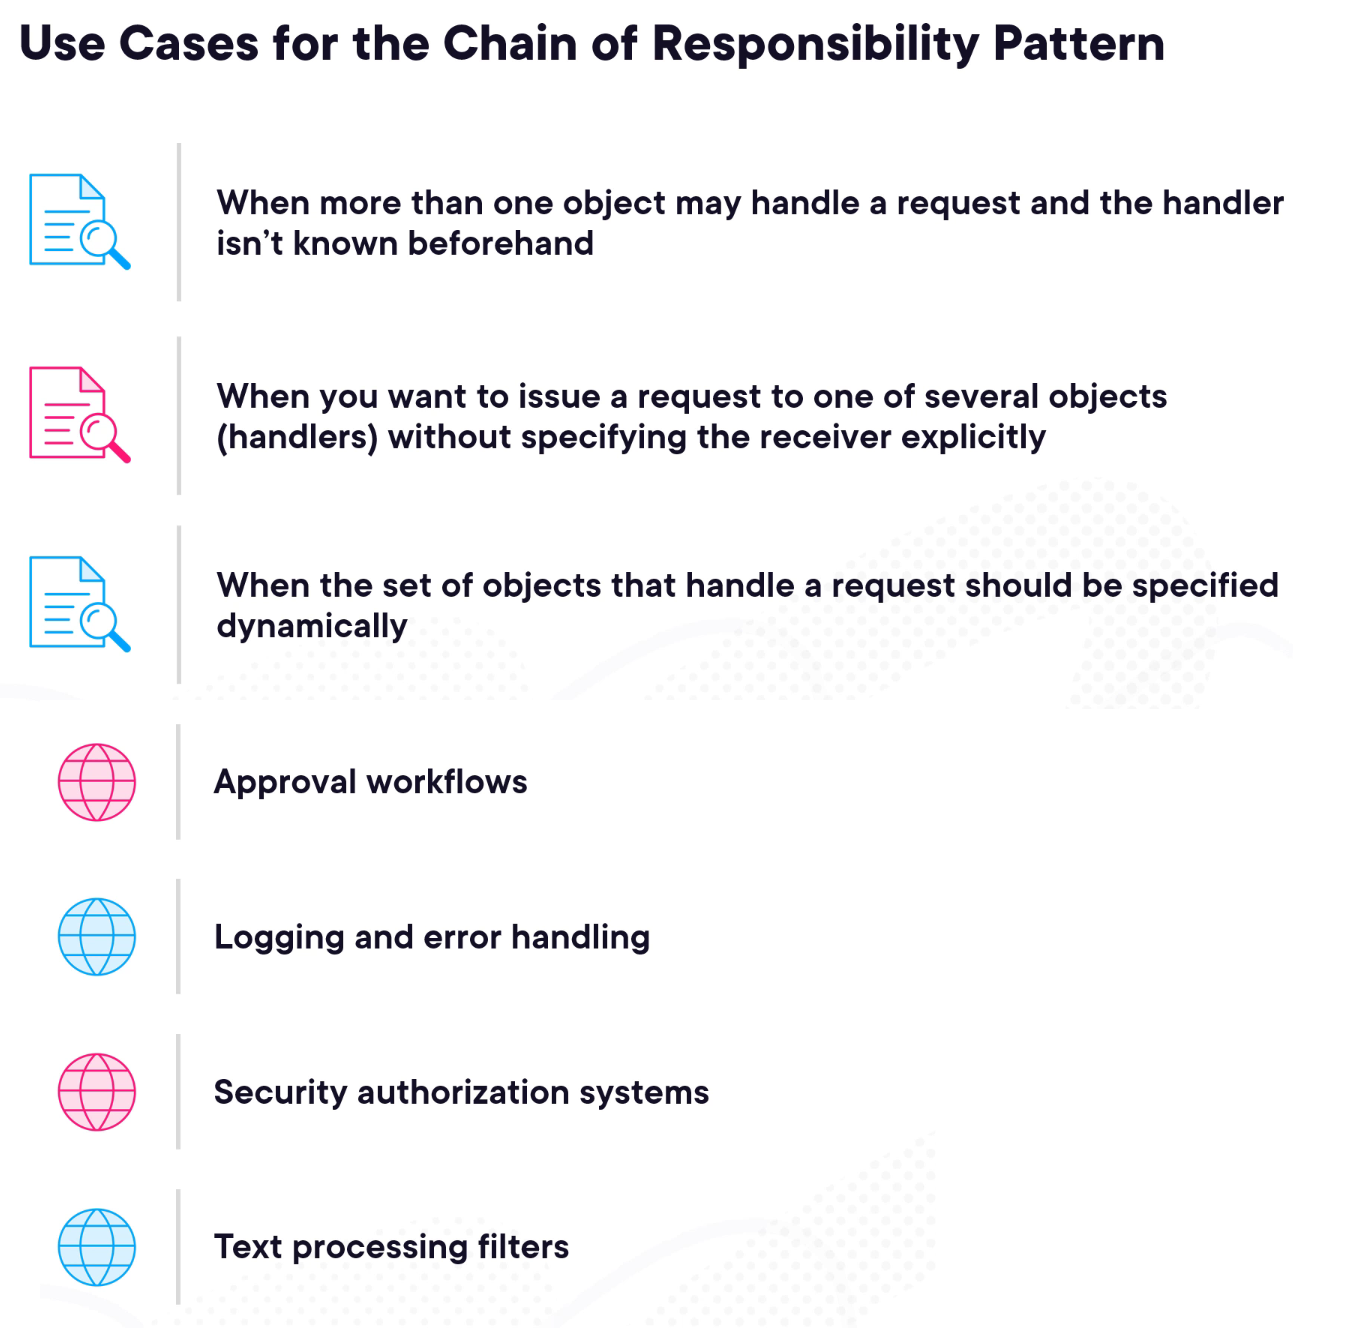 Use Cases for the Chain of Responsibility Pattern
When more than one object may handle a request and the handler
isn’t known beforehand
When you want to issue a request to one of several objects
(handlers) without specifying the receiver explicitly
When the set of objects that handle a request should be specified
dynamically
Approval workflows
Logging and error handling
Security authorization systems
Text processing filters